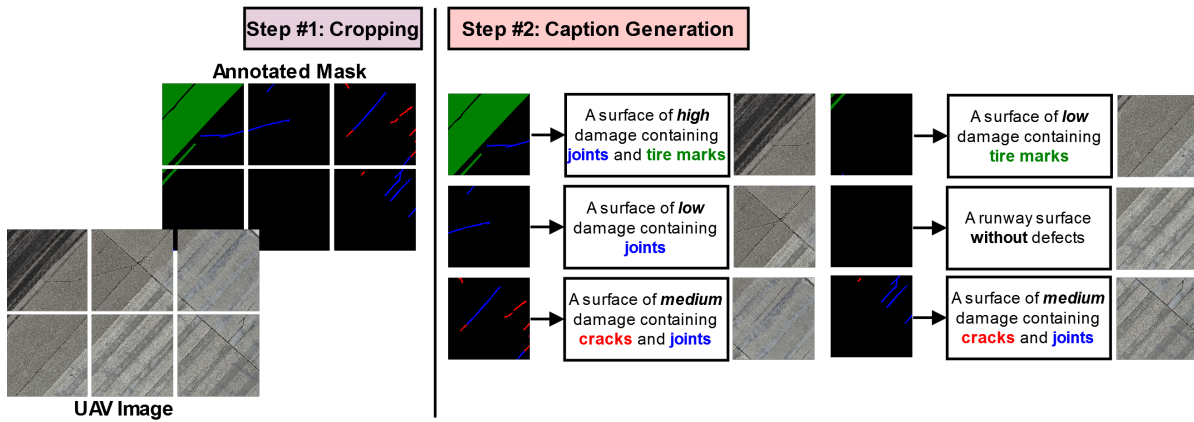 Step #1: Cropping
Step #2: Caption Generation
Annotated Mask
UAV Image
A surface of high
damage containing
joints and tire marks
A surface of low
damage containing
tire marks
A surface of low
damage containing
joints
A runway surface
without defects
A surface of medium
damage containing
cracks and joints
A surface of medium
damage containing
cracks and joints